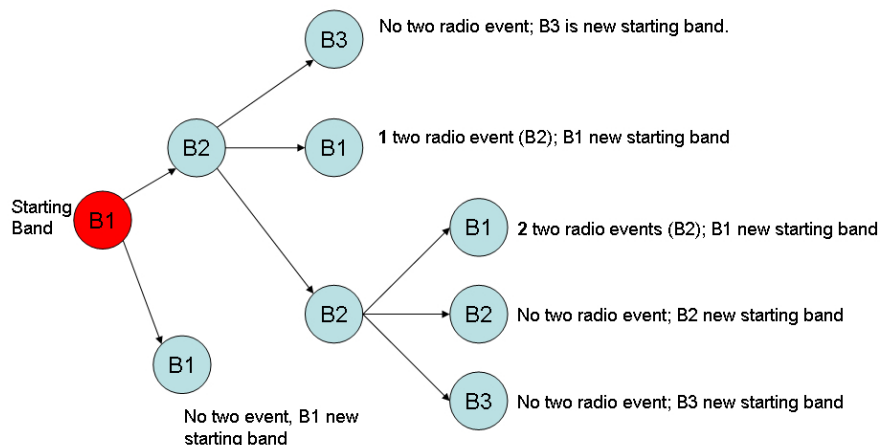 B3
No two radio event; B3 is new starting band.
B2
B1
1 two radio event (B2); B1 new starting band
Starting
Band
B1
B1
2 two radio events (B2); B1 new starting band
B2
B2
No two radio event; B2 new starting band
B1
B3
No two radio event; B3 new starting band
No two event, B1 new
starting band